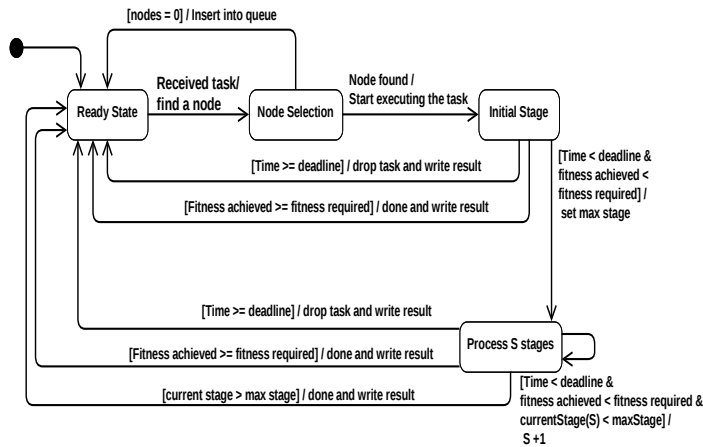 [nodes = 0] / Insert into queue
Received task/
find a node
Node found /
Start executing the task
Ready State
Node Selection
Initial Stage
[Time >= deadline] / drop task and write result
[Time < deadline &
fitness achieved <
fitness required] /
set max stage
[Fitness achieved >= fitness required] / done and write result
[Time >= deadline] / drop task and write result
Process S stages
[Fitness achieved >= fitness required] / done and write result
[current stage > max stage] / done and write result
[Time < deadline &
fitness achieved < fitness required &
currentStage(S) < maxStage] /
S +1